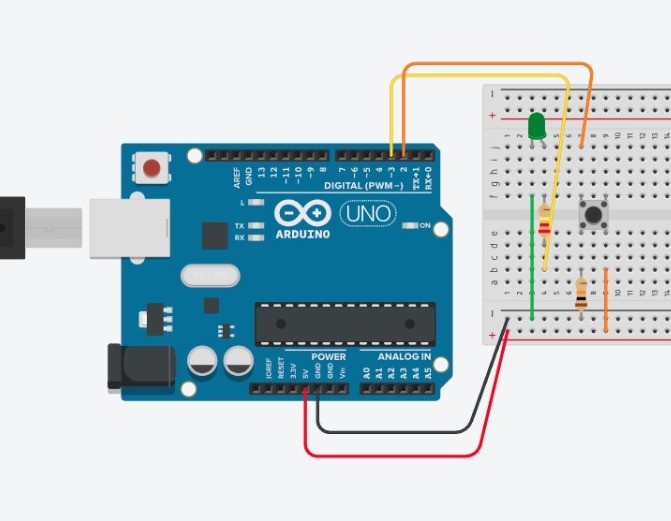 AREF
GND
13
12
~11
~10
~9
8
7
~6
~5
4
~3
2
TX→1
RX←0
DIGITAL (PWM~)
L
TX
RX
ARDUINO
UNO
ON
IOREF
RESET
3.3V
5V
GND
GND
Vin
POWER
ANALOG IN
A0
A1
A2
A3
A4
A5
j
i
h
g
f
e
d
c
b
a